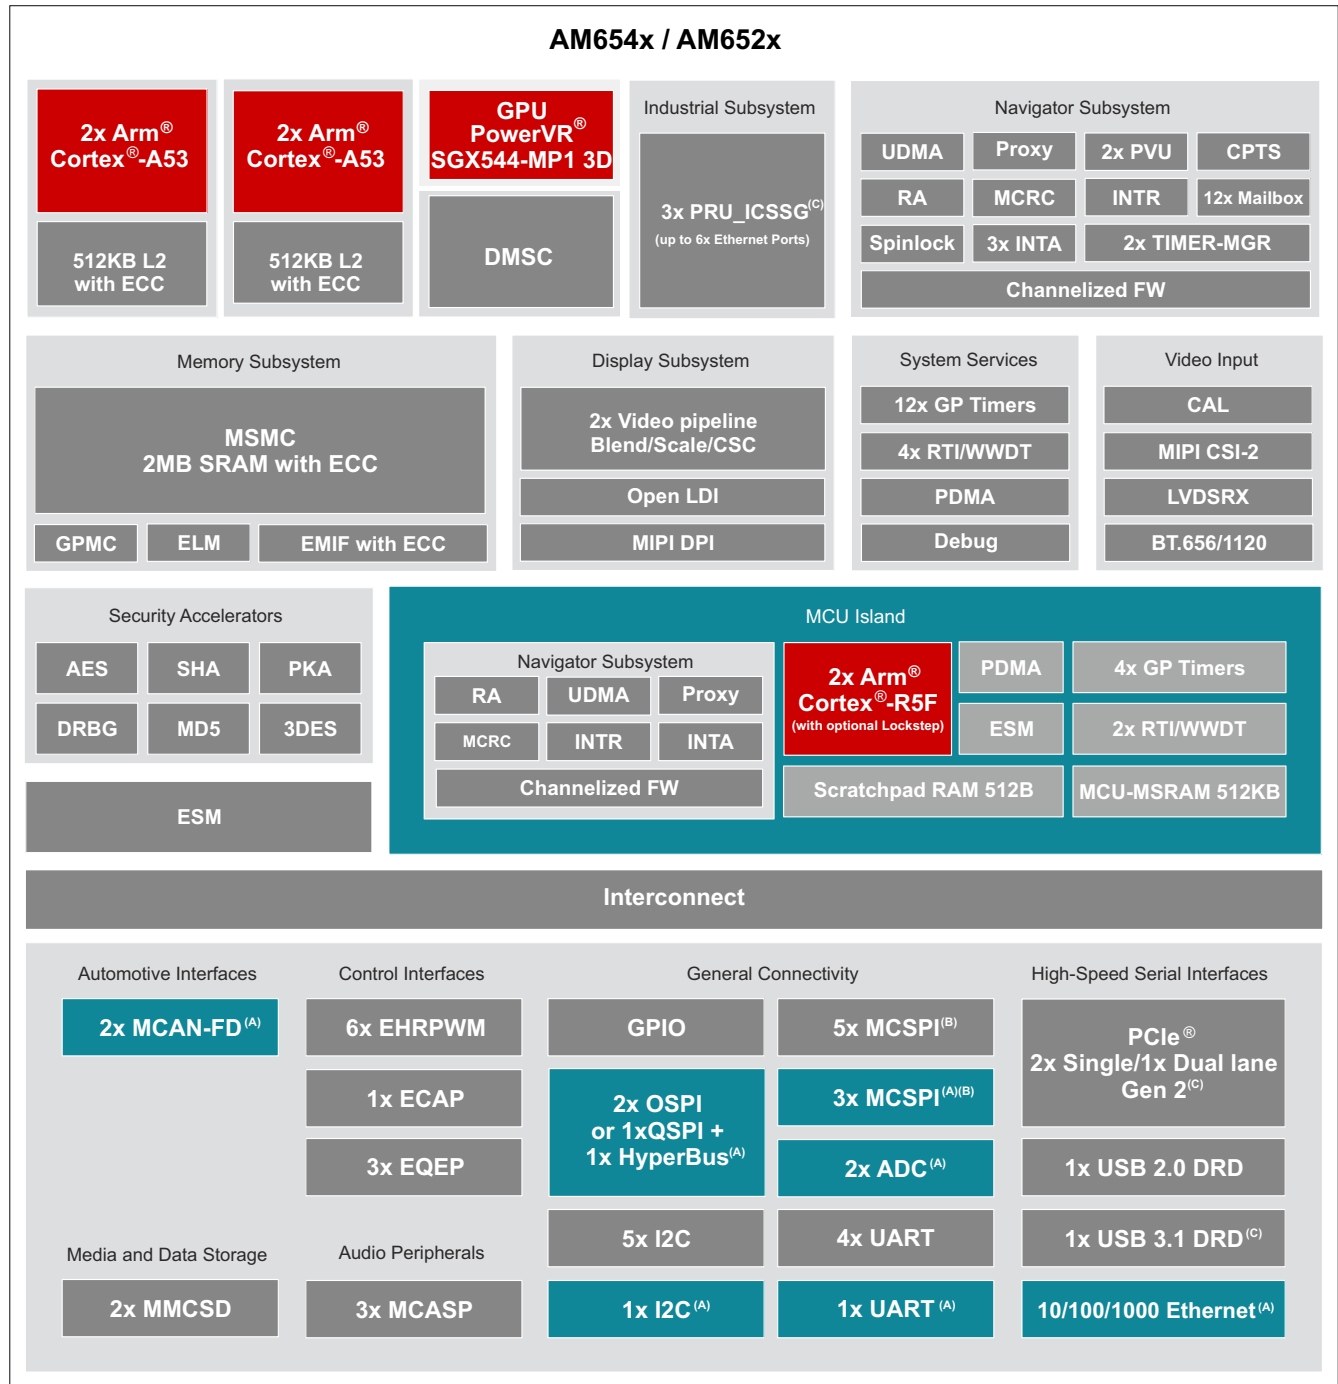 AM654x / AM652x
2x Arm®
Cortex®-A53
512KB L2
with ECC
2x Arm®
Cortex®-A53
512KB L2
with ECC
GPU
PowerVR®
SGX544-MP1 3D
DMSC
Industrial Subsystem
3x PRU_ICSSG(C)
(up to 6x Ethernet Ports)
Navigator Subsystem
UDMA
Proxy
2x PVU
CPTS
RA
MCRC
INTR
12x Mailbox
Spinlock
3x INTA
2x TIMER-MGR
Channelized FW
Memory Subsystem
MSMC
2MB SRAM with ECC
GPMC
ELM
EMIF with ECC
Display Subsystem
2x Video pipeline
Blend/Scale/CSC
Open LDI
MIPI DPI
System Services
12x GP Timers
4x RTI/WWDT
PDMA
Debug
Video Input
CAL
MIPI CSI-2
LVDSRX
BT.656/1120
Security Accelerators
AES
SHA
PKA
DRBG
MD5
3DES
ESM
MCU Island
Navigator Subsystem
RA
UDMA
Proxy
MCRC
INTR
INTA
Channelized FW
2x Arm®
Cortex®-R5F
(with optional Lockstep)
PDMA
4x GP Timers
ESM
2x RTI/WWDT
Scratchpad RAM 512B
MCU-MSRAM 512KB
Interconnect
Automotive Interfaces
2x MCAN-FD(A)
Control Interfaces
6x EHRPWM
1x ECAP
3x EQEP
Media and Data Storage
2x MMCSD
Audio Peripherals
3x MCASP
General Connectivity
GPIO
5x MCSPI(B)
2x OSPI
or 1xQSPI +
1x HyperBus(A)
3x MCSPI(A)(B)
2x ADC(A)
5x I2C
4x UART
1x I2C(A)
1x UART(A)
High-Speed Serial Interfaces
PCIe®
2x Single/1x Dual lane
Gen 2(C)
1x USB 2.0 DRD
1x USB 3.1 DRD(C)
10/100/1000 Ethernet(A)